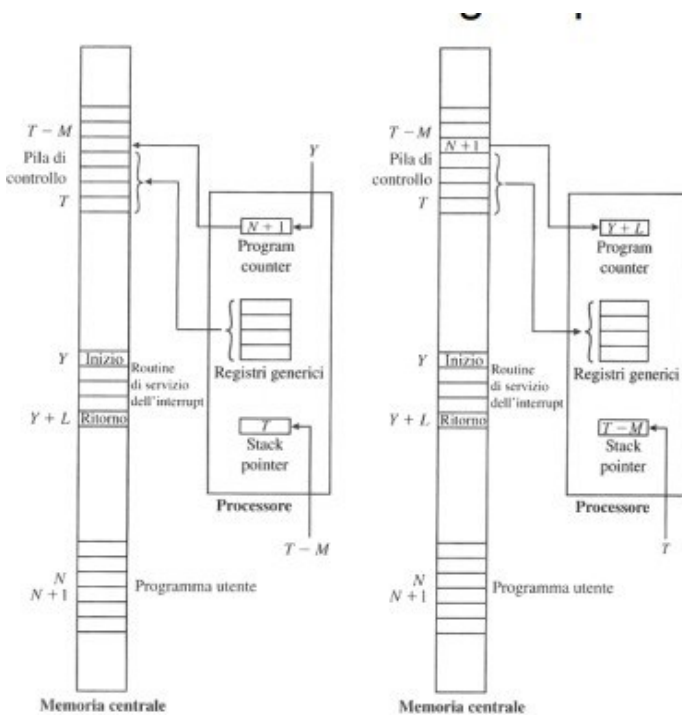 T − M
Pila di
controllo
T
Y
N + 1
Program
counter
Registri generici
Y
Inizio
Routine
di servizio
dell'interrupt
Y + L
Ritorno
T
Stack
pointer
Processore
T − M
N
N + 1
Programma utente
Memoria centrale
T − M
N + 1
Pila di
controllo
T
Y + L
Program
counter
Registri generici
Y
Inizio
Routine
di servizio
dell'interrupt
Y + L
Ritorno
T − M
Stack
pointer
Processore
T
N
N + 1
Programma utente
Memoria centrale